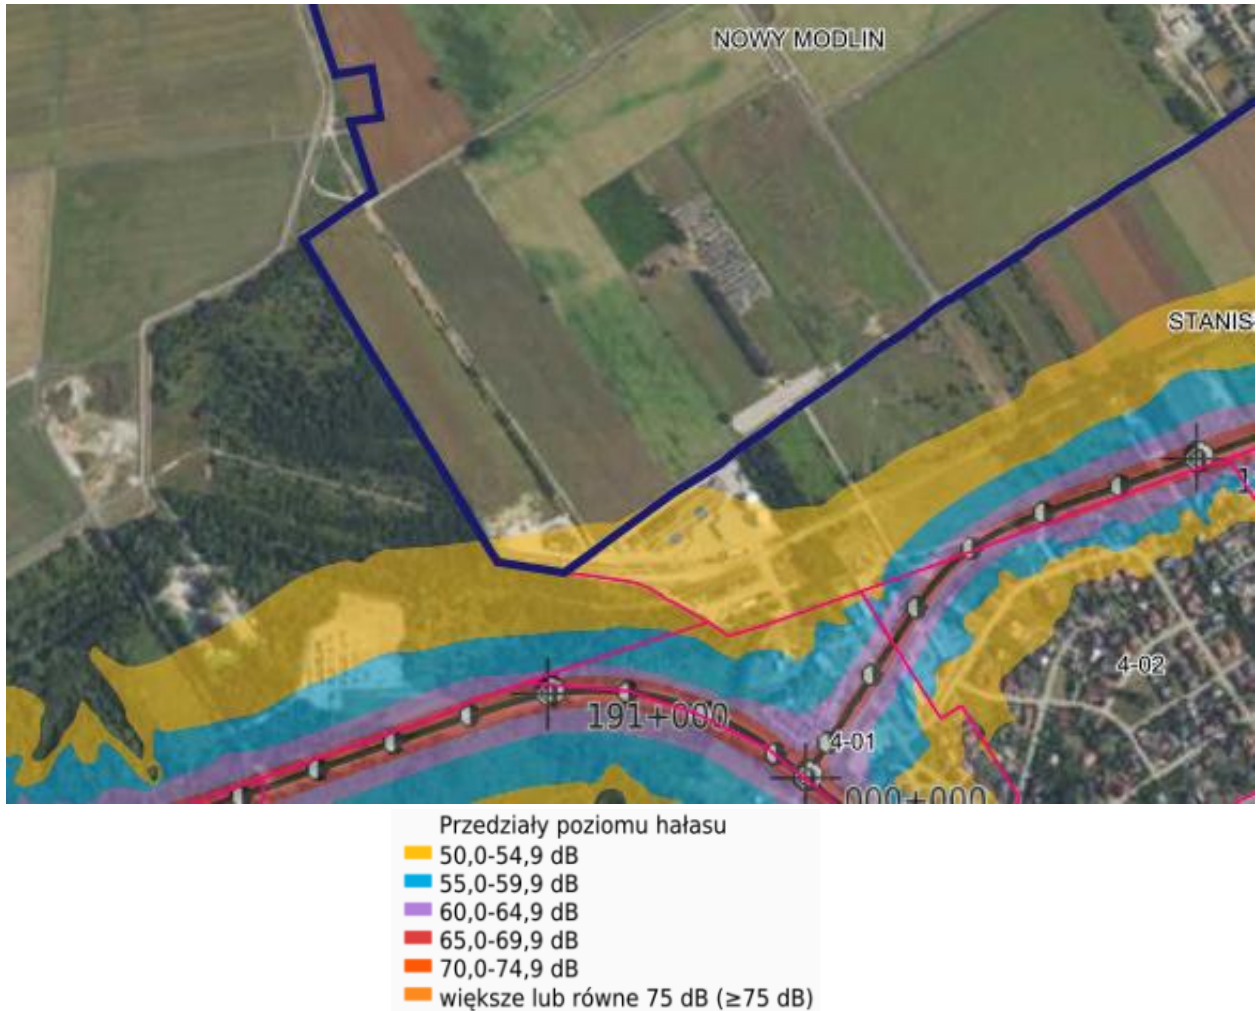 NOWY MODLIN
STANIS
4-02
191+000
4-01
000+000
Przedziały poziomu hałasu
50,0-54,9 dB
55,0-59,9 dB
60,0-64,9 dB
65,0-69,9 dB
70,0-74,9 dB
większe lub równe 75 dB (≥75 dB)